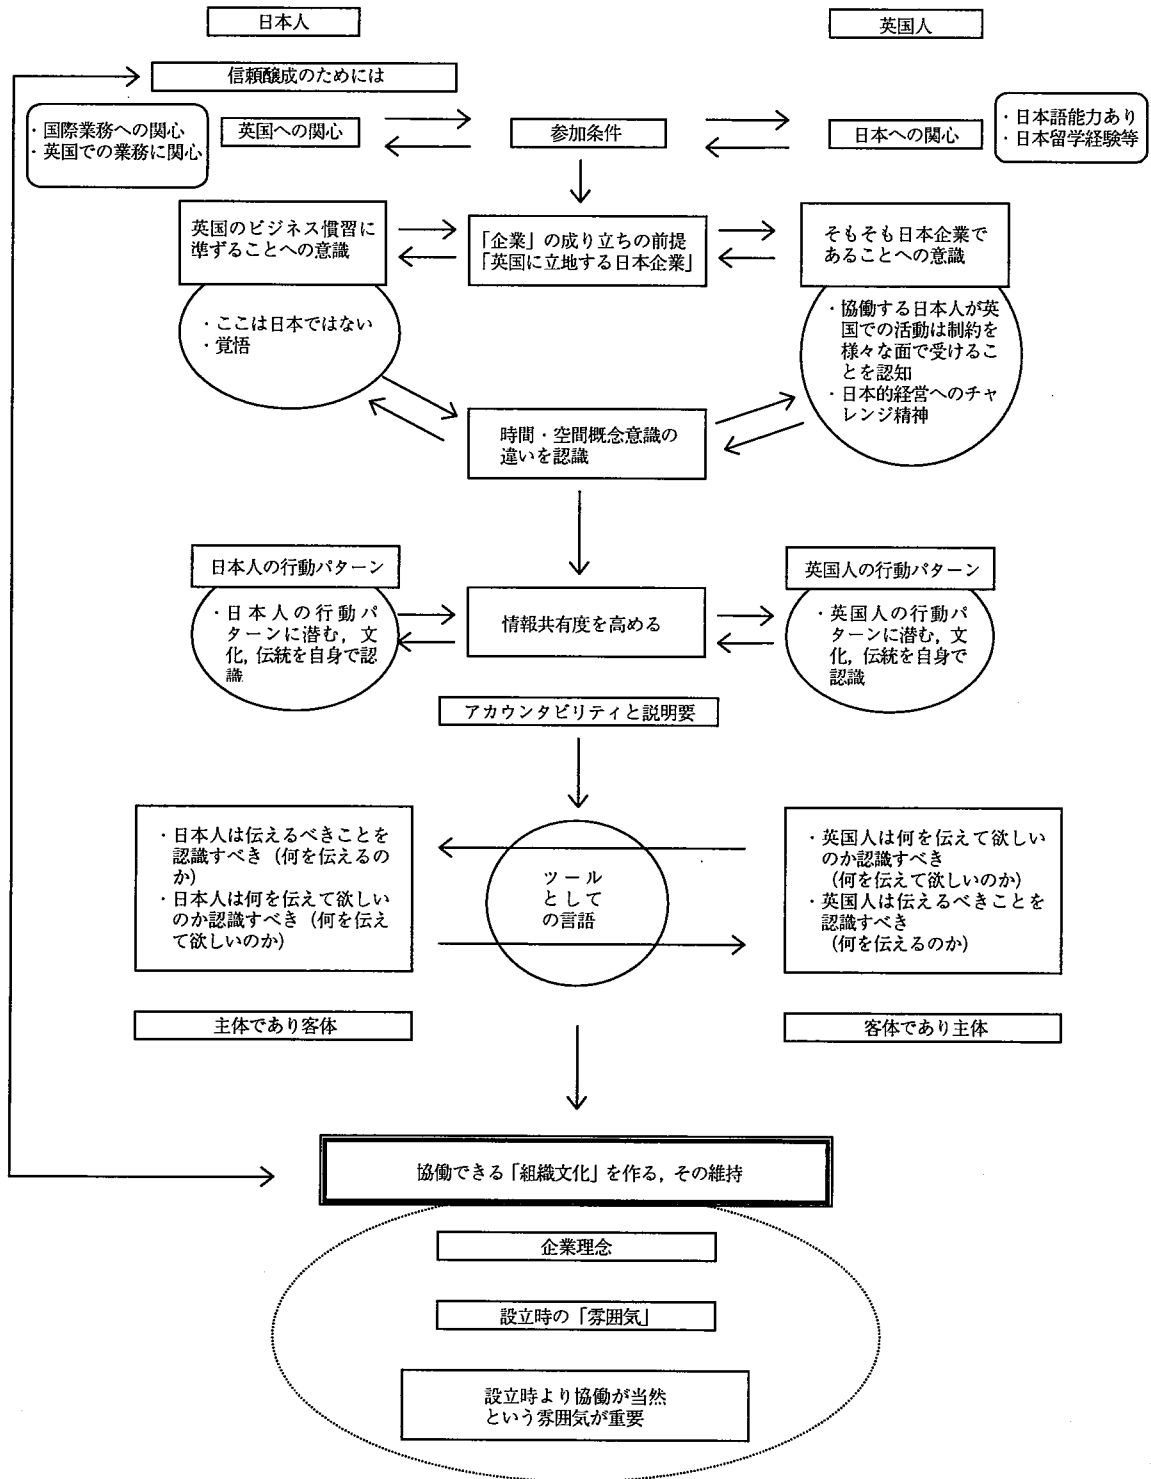 日本人
英国人
信頼醸成のためには
・国際業務への関心
・英国での業務に関心
英国への関心
参加条件
日本への関心
・日本語能力あり
・日本留学経験等
英国のビジネス慣習に
準ずることへの意識
「企業」の成り立ちの前提
「英国に立地する日本企業」
そもそも日本企業で
あることへの意識
・ここは日本ではない
・覚悟
・協働する日本人が英
国での活動は制約を
様々な面で受けるこ
とを認知
・日本的経営へのチャ
レンジ精神
時間・空間概念意識の
違いを認識
日本人の行動パターン
・日本人の行動パ
ターンに潜む，文
化，伝統を自身で認
識
情報共有度を高める
英国人の行動パターン
・英国人の行動パ
ターンに潜む，文
化，伝統を自身で
認識
アカウンタビリティと説明要
・日本人は伝えるべきことを
認識すべき（何を伝えるの
か）
・日本人は何を伝えて欲しい
のか認識すべき（何を伝え
て欲しいのか）
ツール
として
の言語
・英国人は何を伝えて欲しい
のか認識すべき
（何を伝えて欲しいのか）
・英国人は伝えるべきことを
認識すべき
（何を伝えるのか）
主体であり客体
客体であり主体
協働できる「組織文化」を作る，その維持
企業理念
設立時の「雰囲気」
設立時より協働が当然
という雰囲気が重要